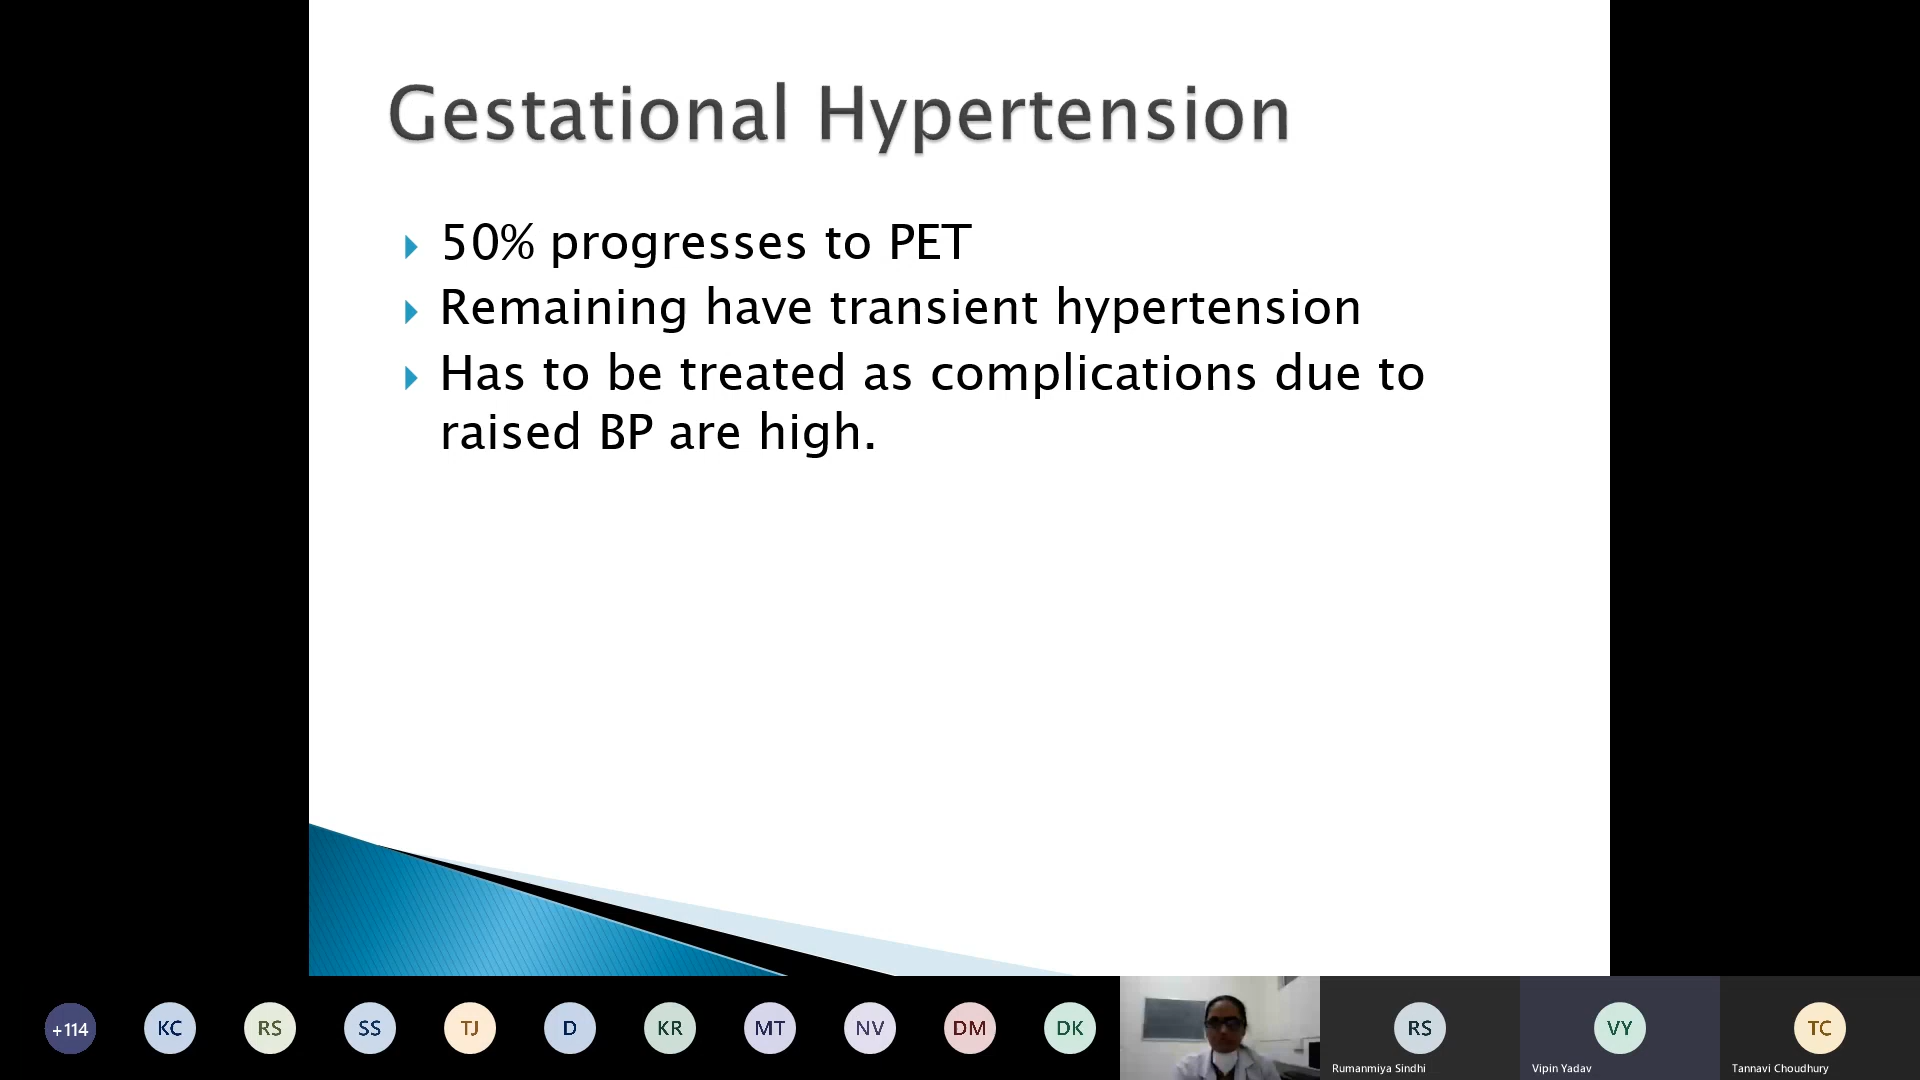 Gestational Hypertension
50% progresses to PET
Remaining have transient hypertension
Has to be treated as complications due to
raised BP are high.
+114
KC
RS
SS
TJ
D
KR
MT
NV
DM
DK
RS
VY
TC
Rumanmiya Sindhi
Vipin Yadav
Tannavi Choudhury